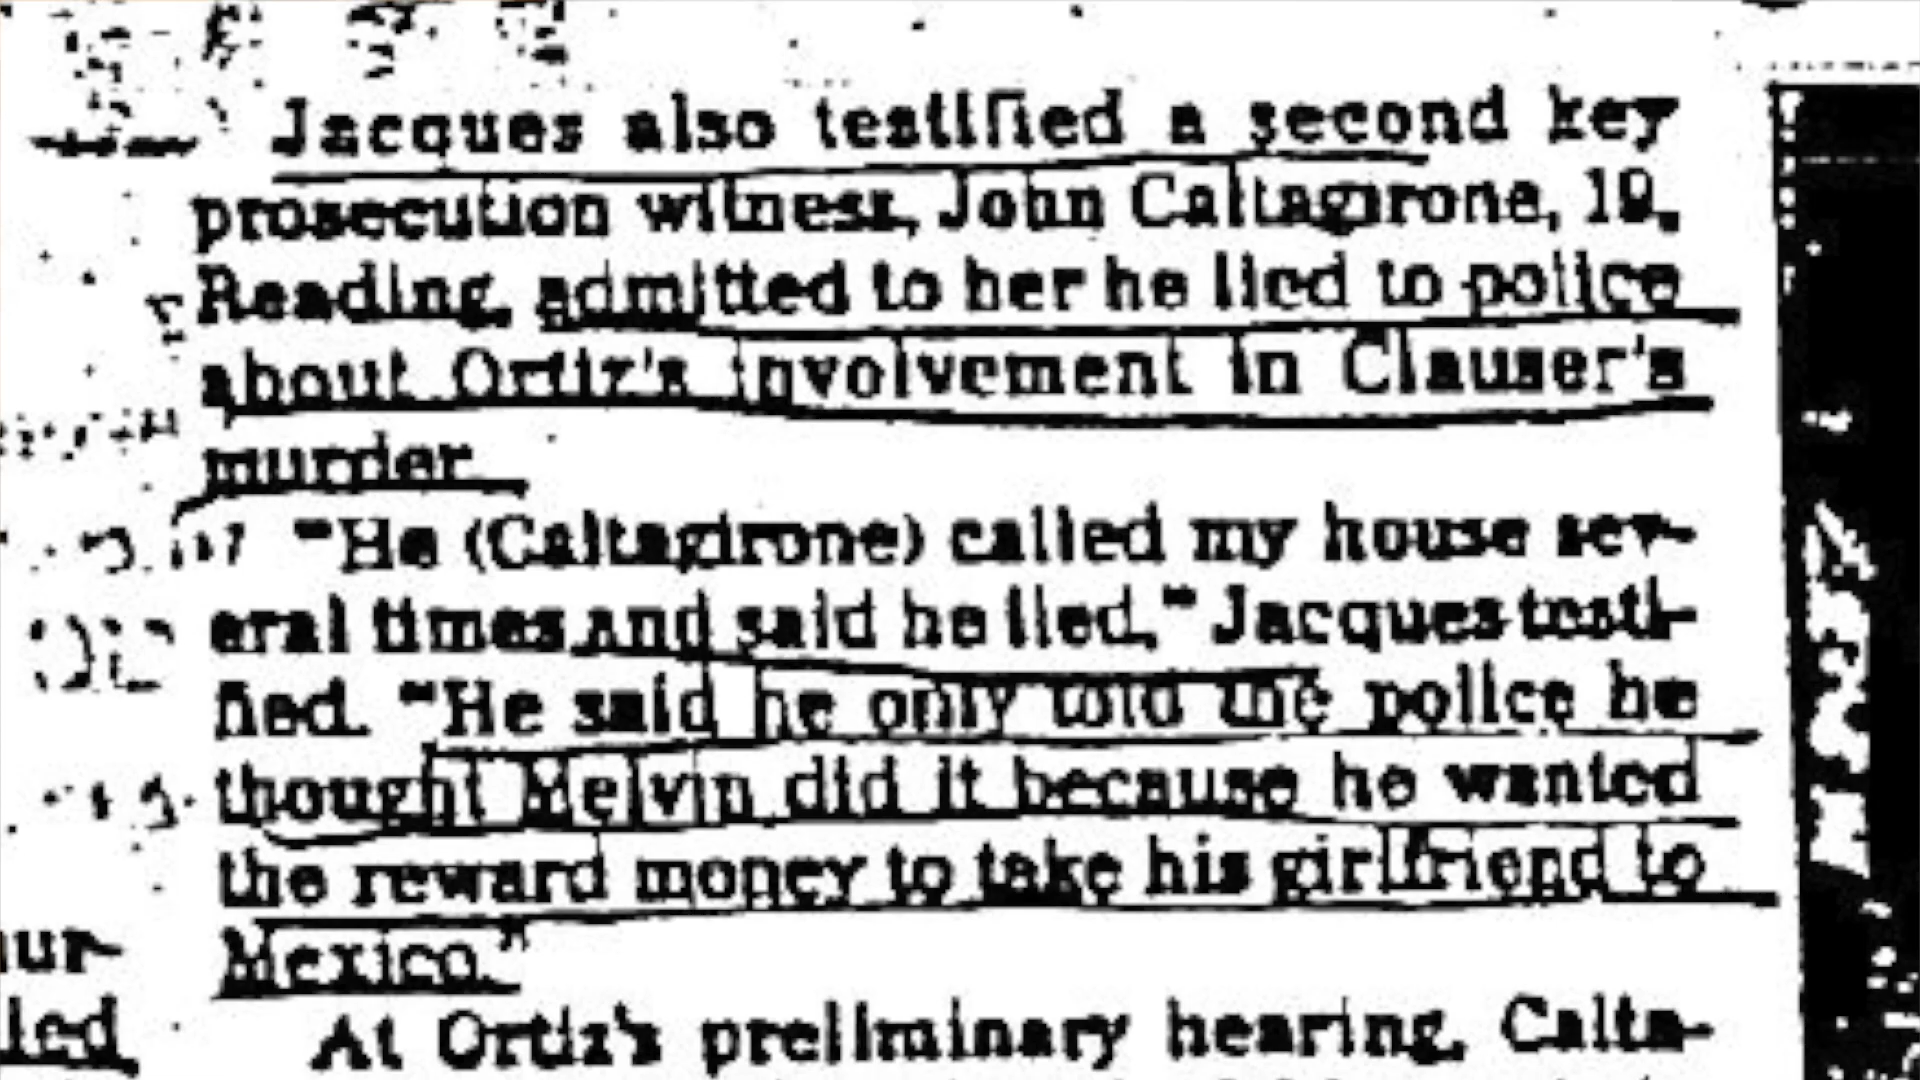 Jacques also testified a second key
prosecution witness, John Caltagirone, 19,
Reading, admitted to her he lied to police
about Ortiz's involvement in Clauser's
murder
"He (Caltagirone) called my house sev-
eral times and said he lied," Jacques testi-
fied. "He said he only told the police he
thought Melvin did it because he wanted
the reward money to take his girlfriend to
Mexico."
At Ortiz's preliminary hearing, Calta-